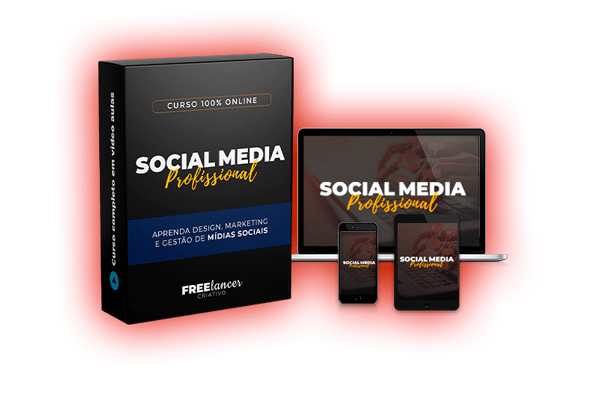 Curso completo em vídeo aulas
CURSO 100% ONLINE
SOCIAL MEDIA
Profissional
APRENDA DESIGN, MARKETING
E GESTÃO DE MÍDIAS SOCIAIS
FREElancer
CRIATIVO
SOCIAL MEDIA
Profissional
SOCIAL MEDIA
Profissional
SOCIAL MEDIA
Profissional